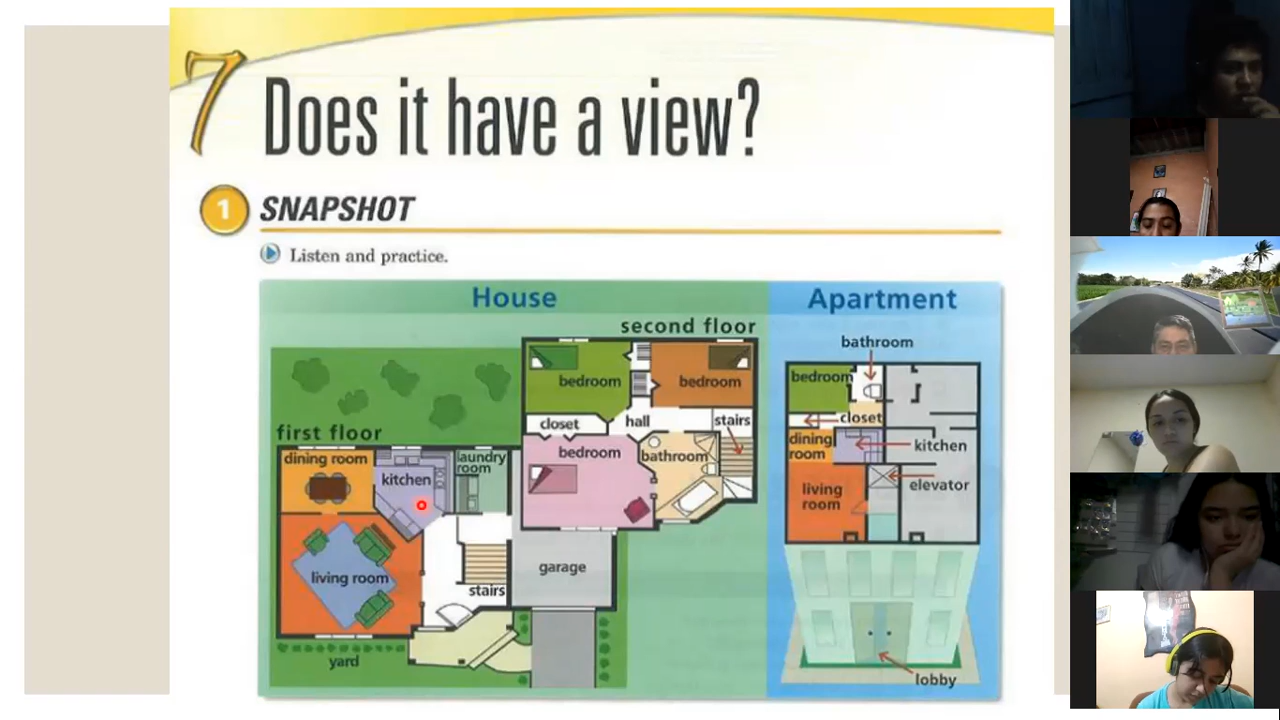 7 Does it have a view?
1 SNAPSHOT
Listen and practice.
House
second floor
bedroom
bedroom
closet
hall
stairs
bedroom
bathroom
first floor
dining room
kitchen
laundry
room
living room
stairs
garage
yard
Apartment
bathroom
bedroom
closet
dining
room
kitchen
living
room
elevator
lobby